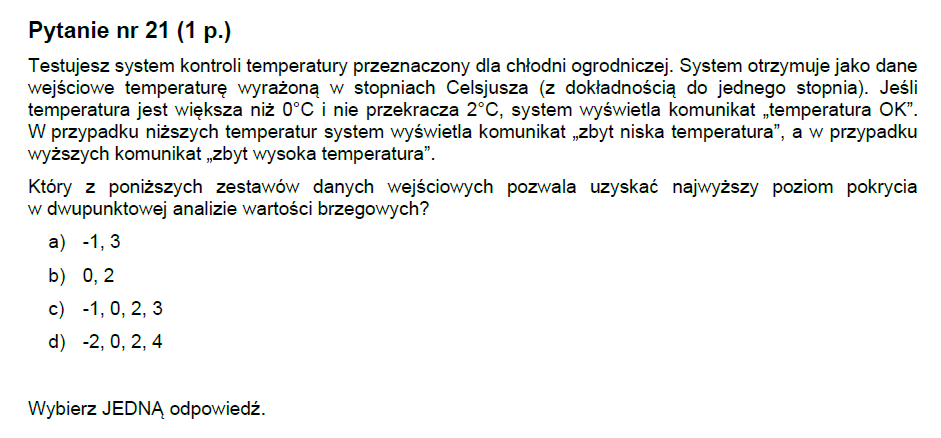 Pytanie nr 21 (1 p.)
Testujesz system kontroli temperatury przeznaczony dla chłodni ogrodniczej. System otrzymuje jako dane
wejściowe temperaturę wyrażoną w stopniach Celsjusza (z dokładnością do jednego stopnia). Jeśli
temperatura jest większa niż 0°C i nie przekracza 2°C, system wyświetla komunikat „temperatura OK”.
W przypadku niższych temperatur system wyświetla komunikat „zbyt niska temperatura”, a w przypadku
wyższych komunikat „zbyt wysoka temperatura”.
Który z poniższych zestawów danych wejściowych pozwala uzyskać najwyższy poziom pokrycia
w dwupunktowej analizie wartości brzegowych?
a) -1, 3
b) 0, 2
c) -1, 0, 2, 3
d) -2, 0, 2, 4
Wybierz JEDNĄ odpowiedź.